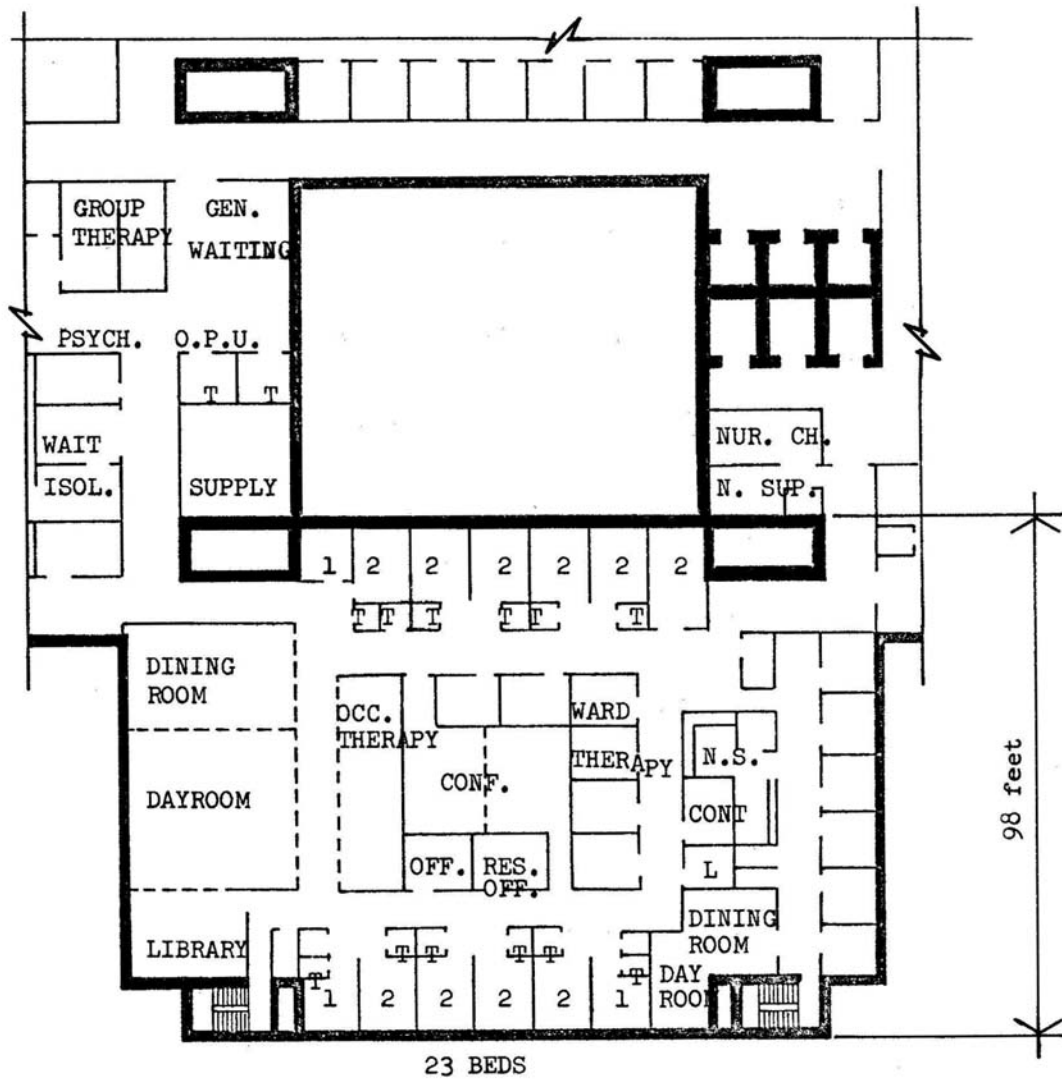 GROUP
THERAPY
GEN.
WAITING
PSYCH. O.P.U.
T T
WAIT
ISOL.
SUPPLY
NUR. CH.
N. SUP.
1 2 2 2 2 2 2
T T T T T T
DINING
ROOM
DAYROOM
LIBRARY
OCC.
THERAPY
CONF.
OFF.
RES.
OFF.
WARD
THERAPY
N.S.
CONT
L
DINING
ROOM
DAY
ROOM
98 feet
T T T T T T
1 2 2 2 2 1
23 BEDS